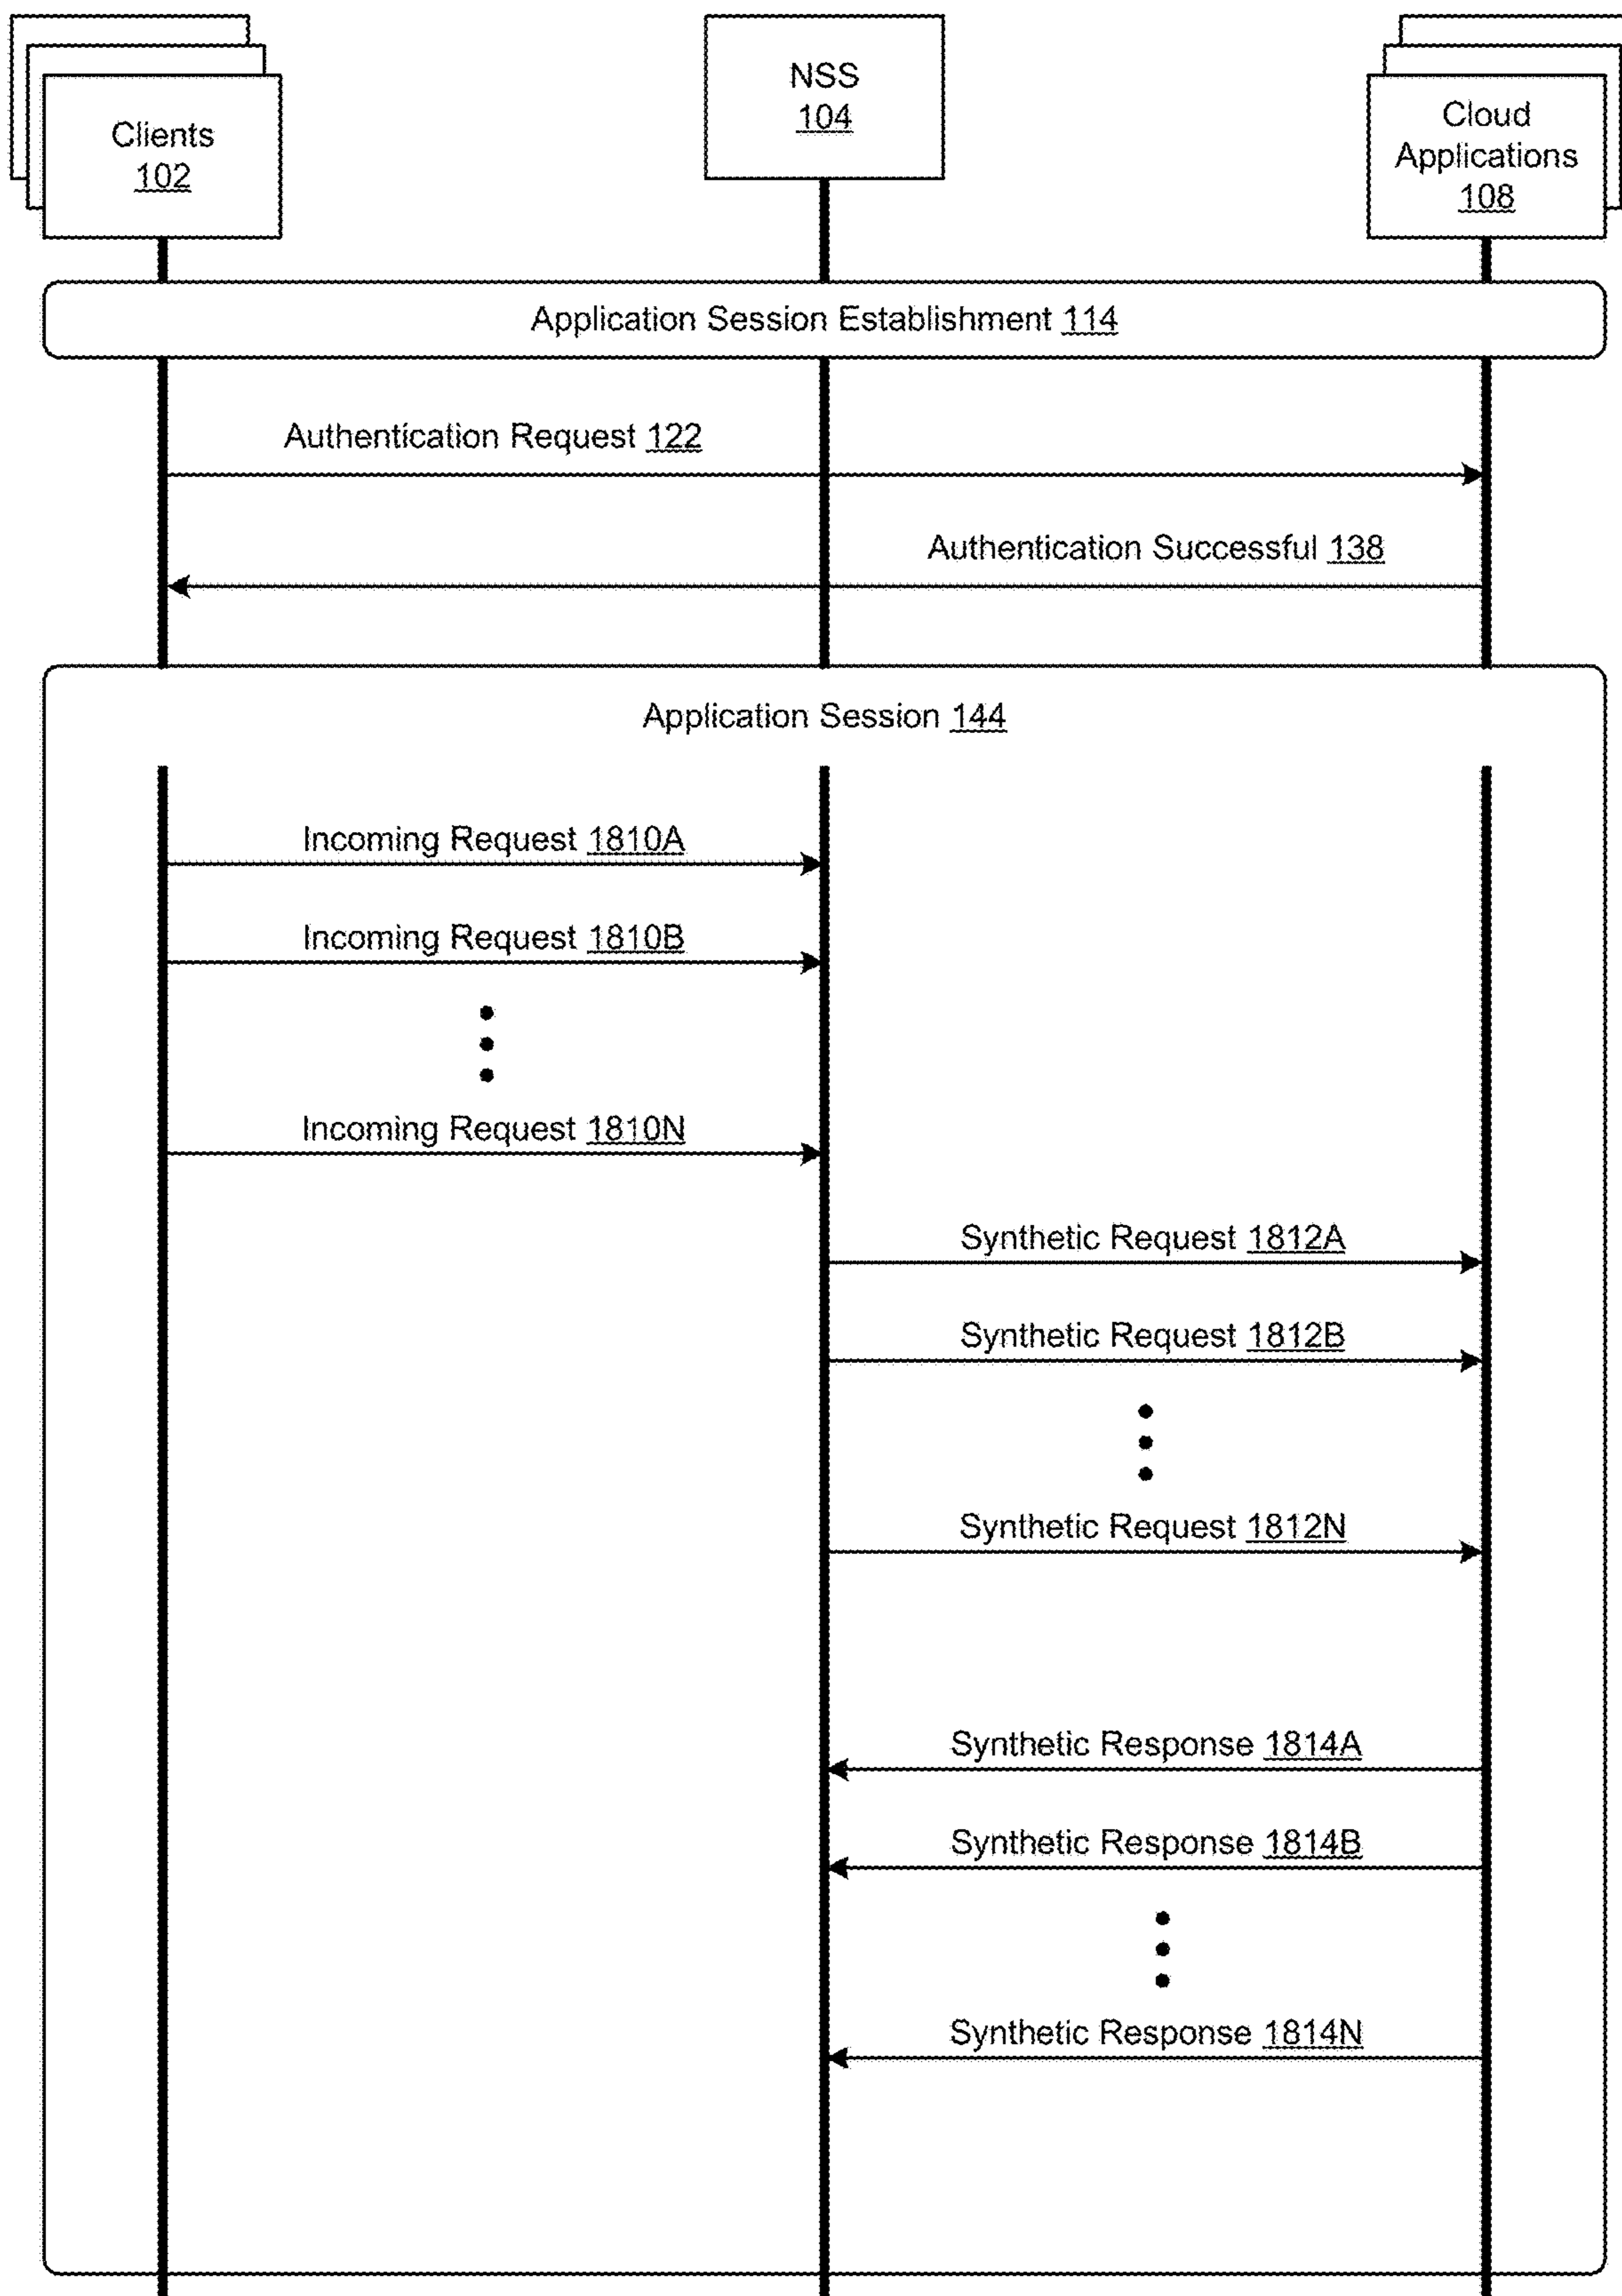 Clients
102
NSS
104
Cloud
Applications
108
Application Session Establishment 114
Authentication Request 122
Authentication Successful 138
Application Session 144
Incoming Request 1810A
Incoming Request 1810B
Incoming Request 1810N
Synthetic Request 1812A
Synthetic Request 1812B
Synthetic Request 1812N
Synthetic Response 1814A
Synthetic Response 1814B
Synthetic Response 1814N